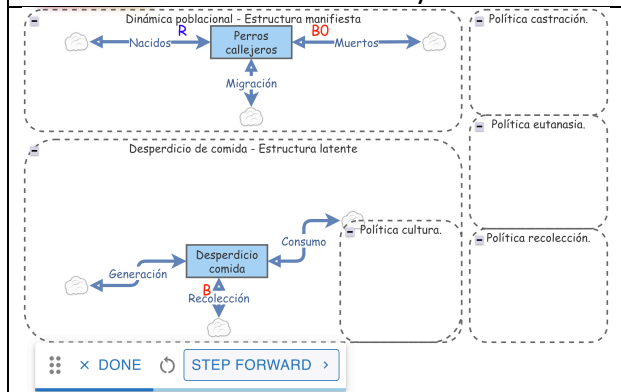 Dinámica poblacional - Estructura manifiesta
Política castración.
Nacidos
R
Perros
callejeros
B0
Muertos
Migración
Política eutanasia.
Desperdicio de comida - Estructura latente
Política cultura.
Política recolección.
Consumo
Desperdicio
comida
Generación
B
Recolección
× DONE
STEP FORWARD >